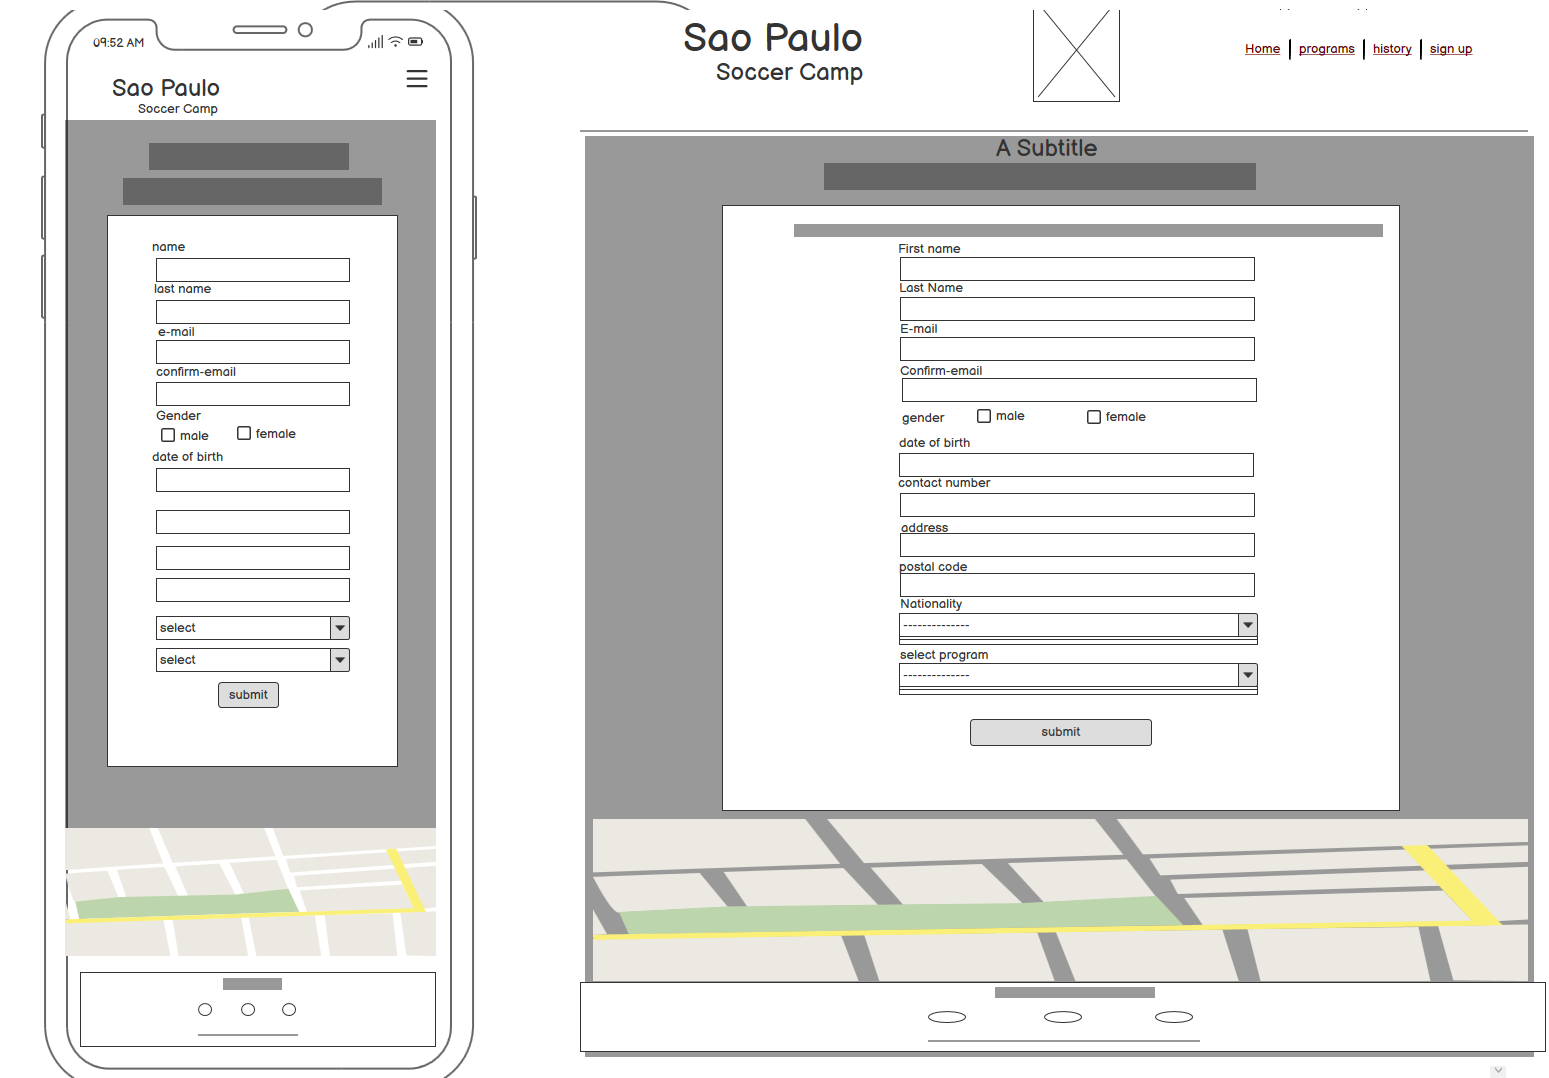 09:52 AM
Sao Paulo
Soccer Camp
name
last name
e-mail
confirm-email
Gender
male
female
date of birth
select
select
submit
Sao Paulo
Soccer Camp
Home
programs
history
sign up
A Subtitle
First name
Last Name
E-mail
Confirm-email
gender
male
female
date of birth
contact number
address
postal code
Nationality
--------------
select program
--------------
submit